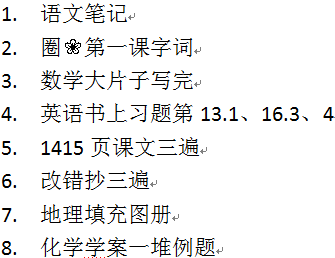 1. 语文笔记
2. 圈❀第一课字词
3. 数学大片子写完
4. 英语书上习题第 13.1、16.3、4
5. 1415 页课文三遍
6. 改错抄三遍
7. 地理填充图册
8. 化学学案一堆例题